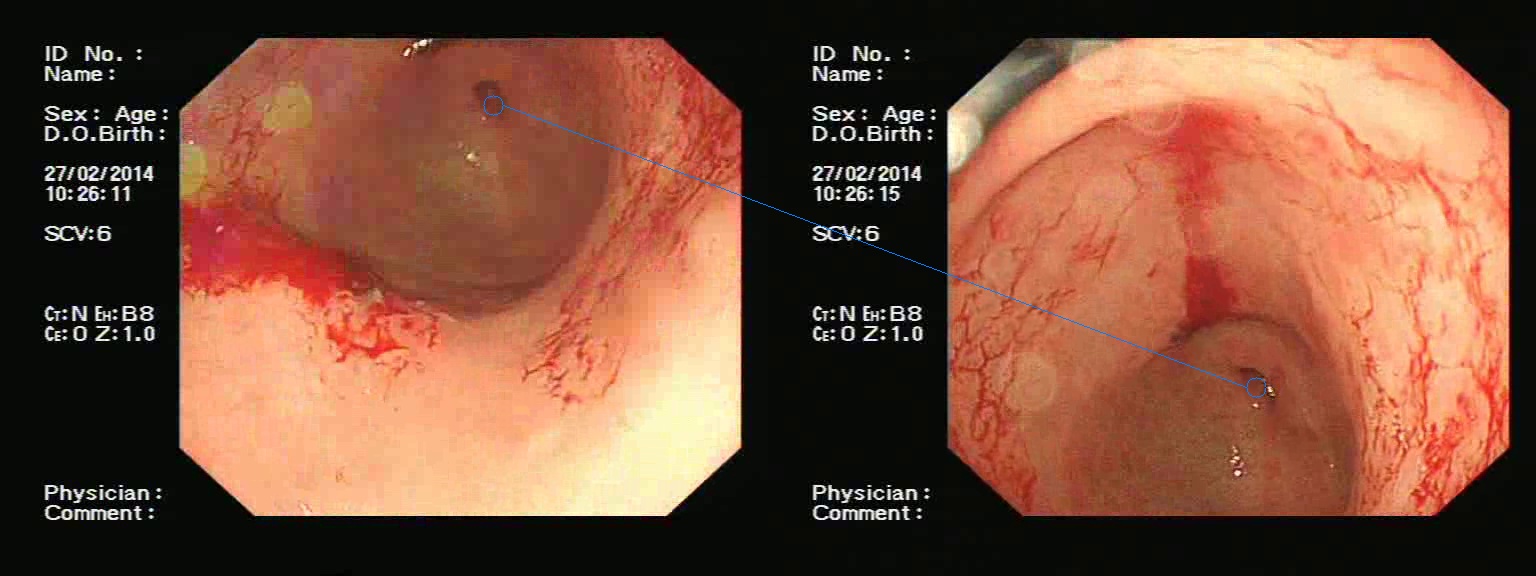 ID No. :
Name :
Sex : Age :
D.O.Birth :
27/02/2014
10:26:11
SCV:6
CT:N EH:B8
CE:0 Z:1.0
Physician :
Comment :
ID No. :
Name :
Sex : Age :
D.O.Birth :
27/02/2014
10:26:15
SCV:6
CT:N EH:B8
CE:0 Z:1.0
Physician :
Comment :